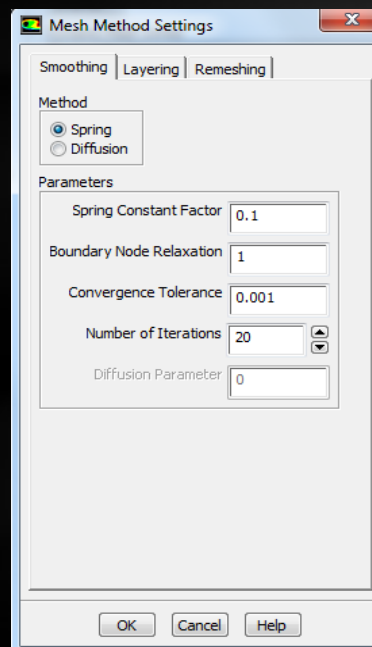 Mesh Method Settings
Smoothing Layering Remeshing
Method
Spring
Diffusion
Parameters
Spring Constant Factor 0.1
Boundary Node Relaxation 1
Convergence Tolerance 0.001
Number of Iterations 20
Diffusion Parameter 0
OK Cancel Help